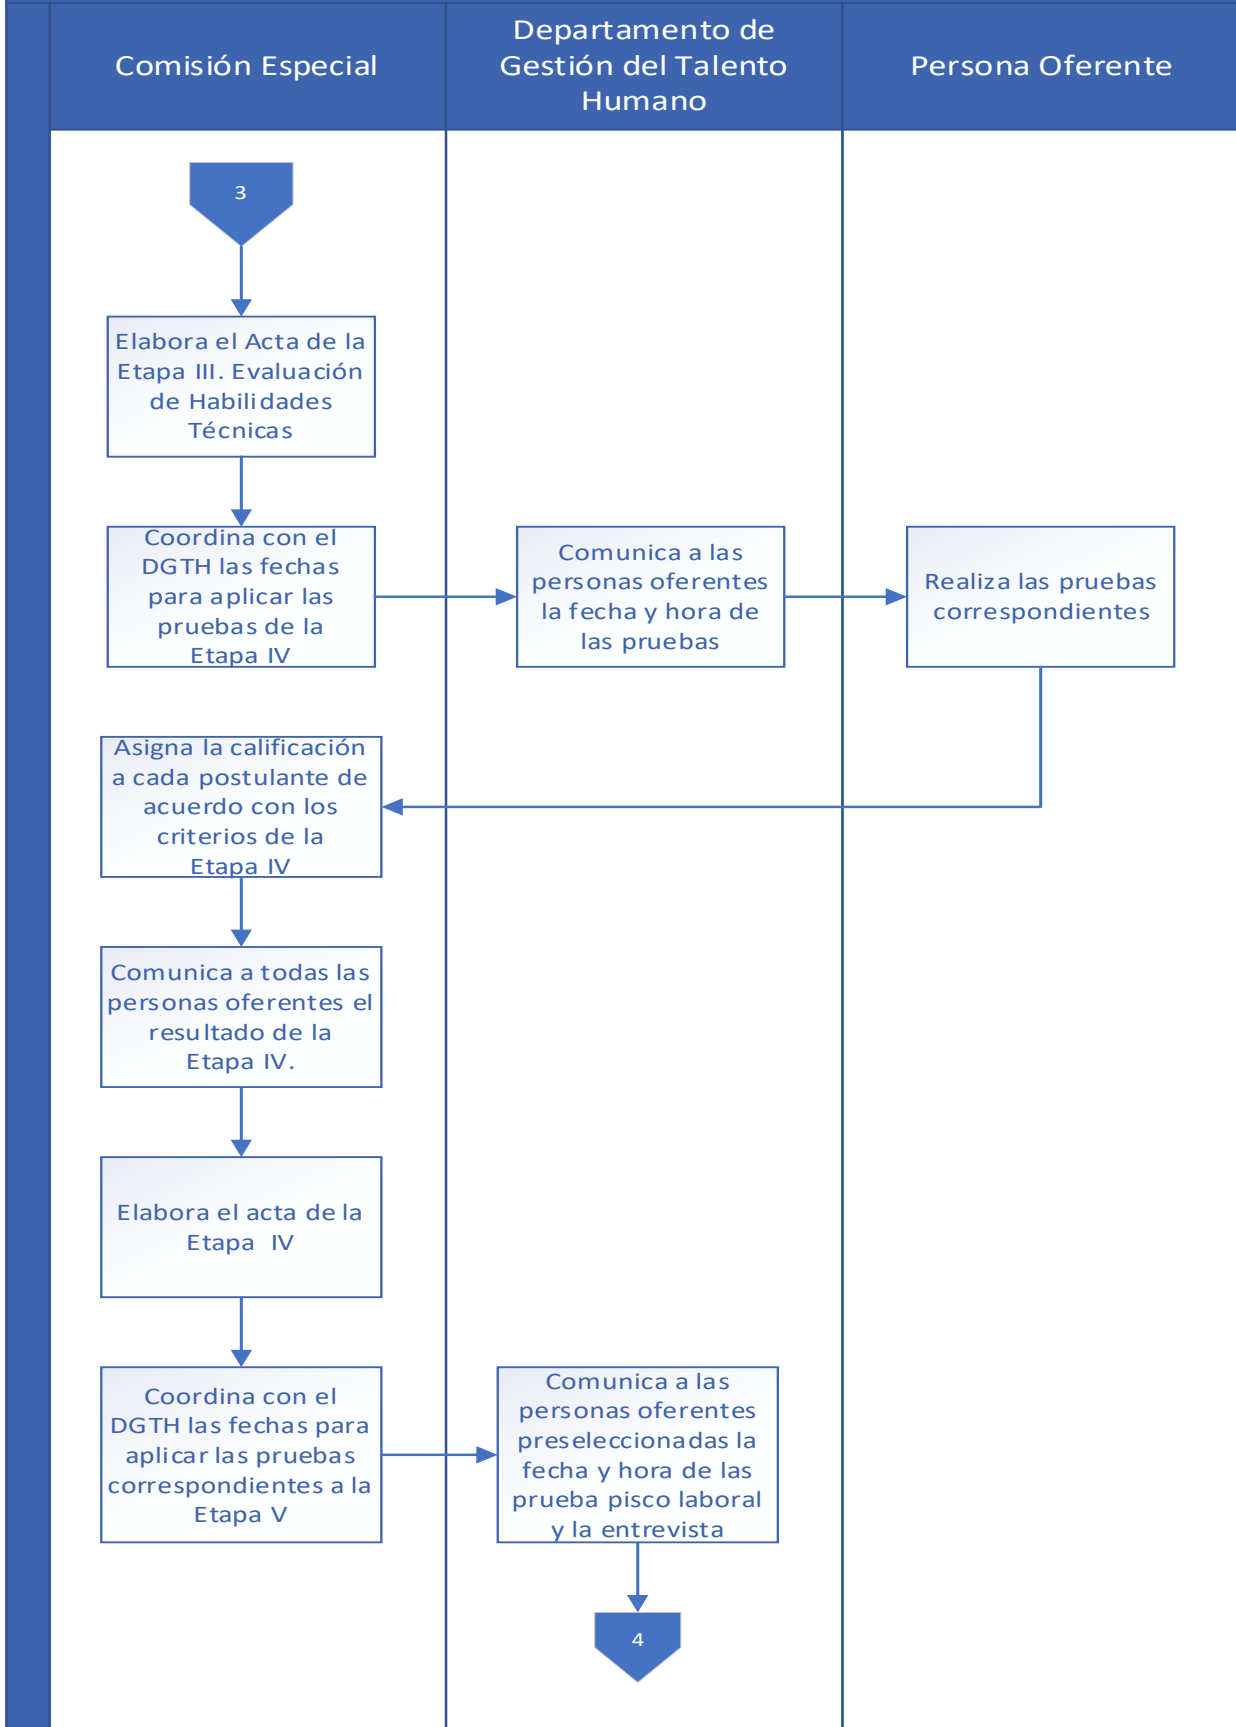 Comisión Especial
Departamento de
Gestión del Talento
Humano
Persona Oferente
3
Elabora el Acta de la
Etapa III. Evaluación
de Habilidades
Técnicas
Coordina con el
DGTH las fechas
para aplicar las
pruebas de la
Etapa IV
Comunica a las
personas oferentes
la fecha y hora de
las pruebas
Realiza las pruebas
correspondientes
Asigna la calificación
a cada postulante de
acuerdo con los
criterios de la
Etapa IV
Comunica a todas las
personas oferentes el
resultado de la
Etapa IV.
Elabora el acta de la
Etapa IV
Coordina con el
DGTH las fechas para
aplicar las pruebas
correspondientes a la
Etapa V
Comunica a las
personas oferentes
preseleccionadas la
fecha y hora de las
prueba pisco laboral
y la entrevista
4